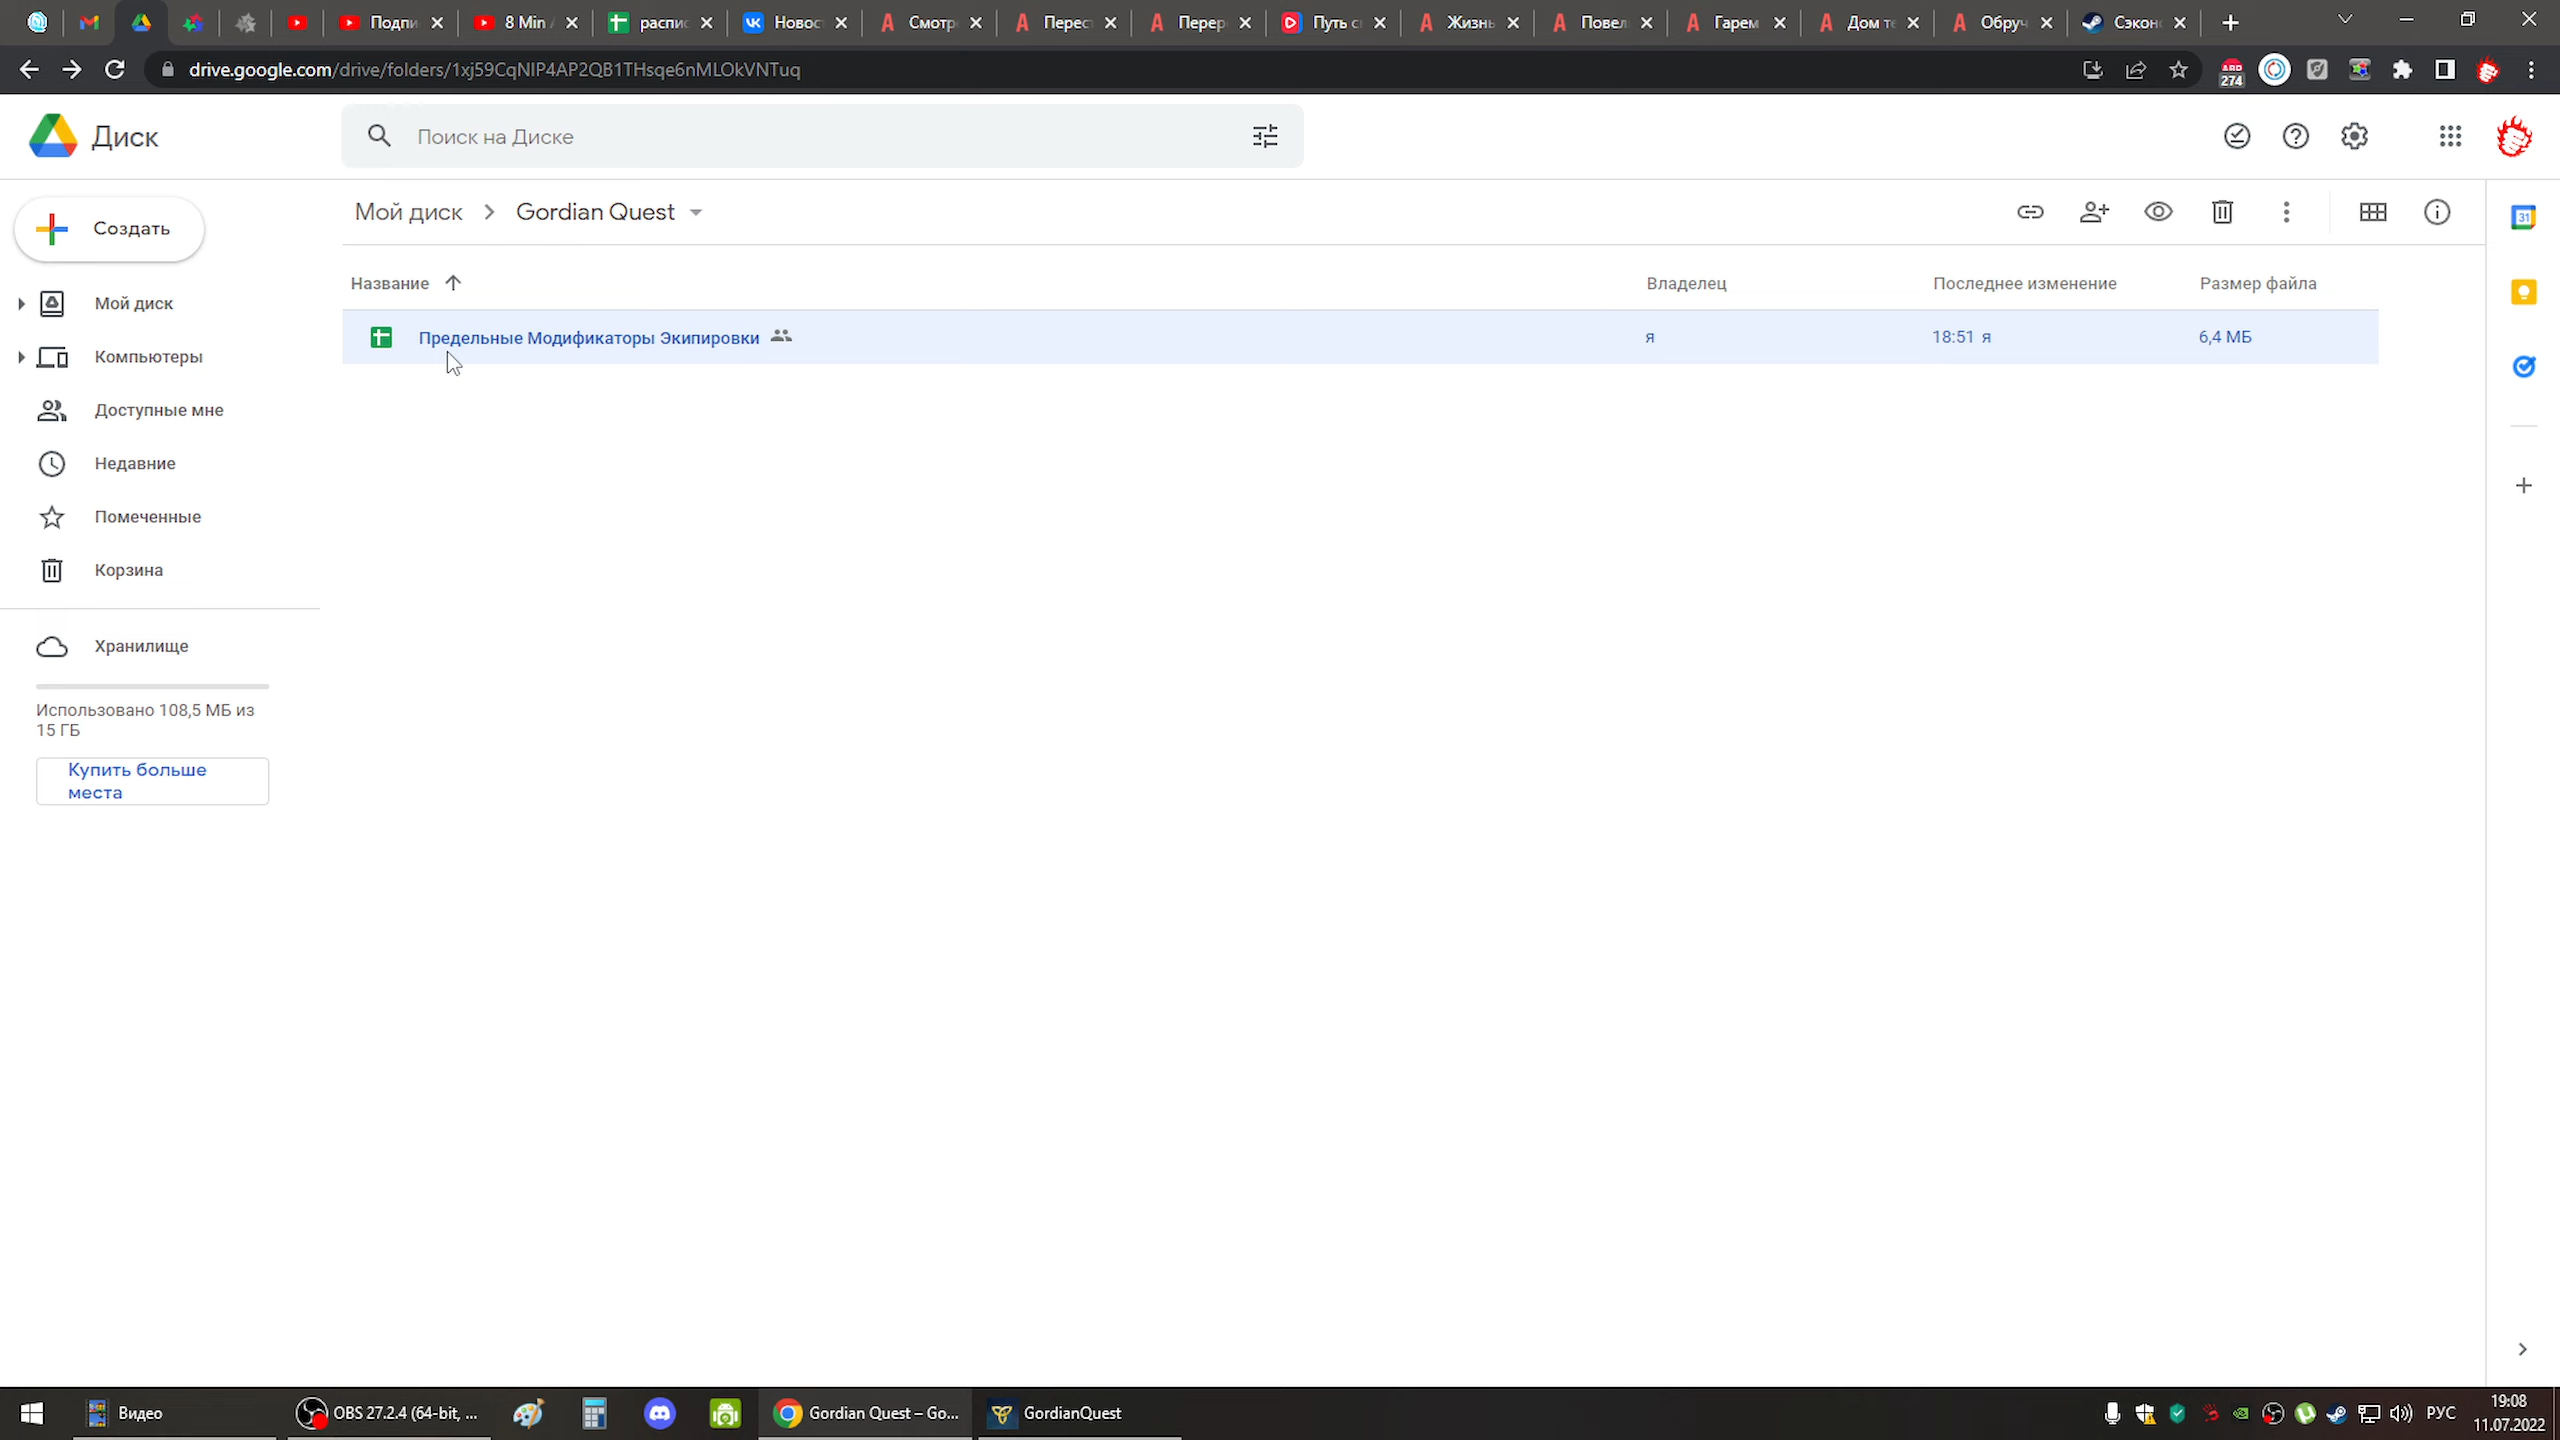 Подпи
8 Min
распис
Новос
Смотр
Перес
Перер
Путь с
Жизнь
Повел
Гарем
Дом те
Обруч
Сэкон
drive.google.com/drive/folders/1xj59CqNIP4AP2QB1THsqe6nMLOkVNTuq
274
Диск
Поиск на Диске
Создать
Мой диск
Компьютеры
Доступные мне
Недавние
Помеченные
Корзина
Хранилище
Использовано 108,5 МБ из
15 ГБ
Купить больше
места
Мой диск
Gordian Quest
Название
Владелец
Последнее изменение
Размер файла
Предельные Модификаторы Экипировки
я
18:51 я
6,4 МБ
31
Видео
OBS 27.2.4 (64-bit, ...
Gordian Quest – Go...
GordianQuest
РУС
19:08
11.07.2022